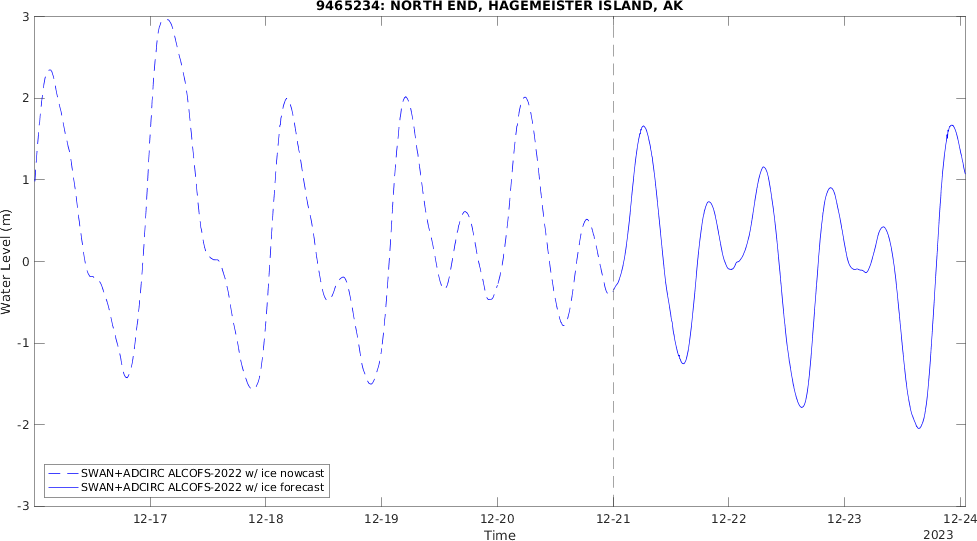 9465234: NORTH END, HAGEMEISTER ISLAND, AK
3
2
1
0
-1
-2
-3
Water Level (m)
SWAN+ADCIRC ALCOFS-2022 w/ ice nowcast
SWAN+ADCIRC ALCOFS-2022 w/ ice forecast
12-17 12-18 12-19 12-20 12-21 12-22 12-23 12-24
Time
2023